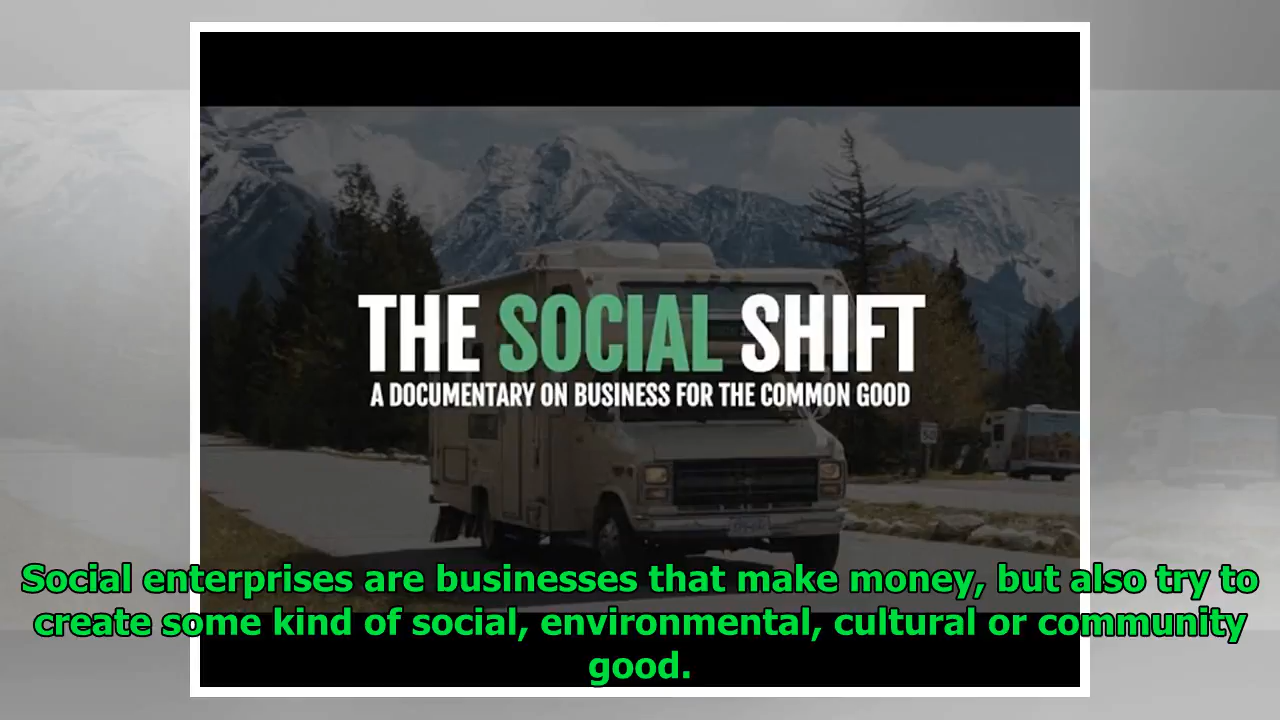 THE SOCIAL SHIFT
A DOCUMENTARY ON BUSINESS FOR THE COMMON GOOD
Social enterprises are businesses that make money, but also try to
create some kind of social, environmental, cultural or community
good.